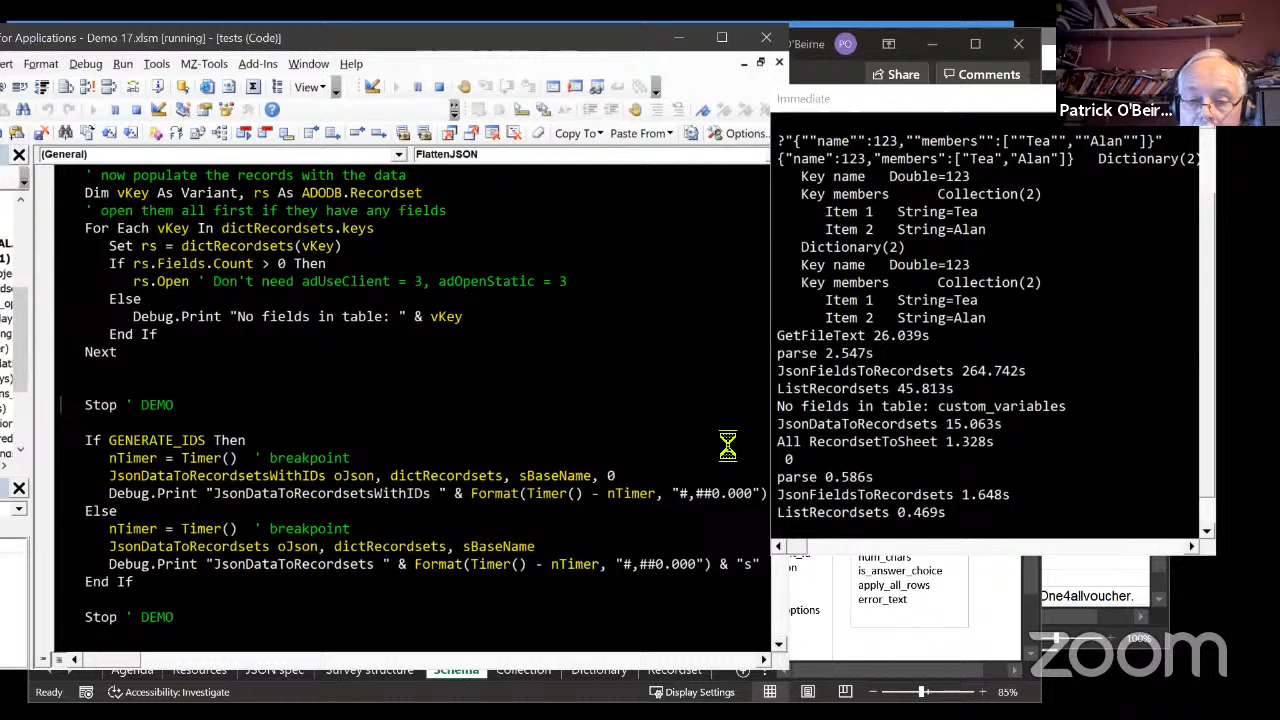 for Applications - Demo 17.xlsm [running] - [tests (Code)]
ert Format Debug Run Tools MZ-Tools Add-Ins Window Help
View
Copy To Paste From Options.
(General) FlattenJSON
' now populate the records with the data
Dim vKey As Variant, rs As ADODB.Recordset
' open them all first if they have any fields
For Each vKey In dictRecordsets.keys
Set rs = dictRecordsets(vKey)
If rs.Fields.Count > 0 Then
rs.Open ' Don't need adUseClient = 3, adOpenStatic = 3
Else
Debug.Print "No fields in table: " & vKey
End If
Next
Stop ' DEMO
If GENERATE_IDS Then
nTimer = Timer() ' breakpoint
JsonDataToRecordsetsWithIDs oJson, dictRecordsets, sBaseName, 0
Debug.Print "JsonDataToRecordsetsWithIDs " & Format(Timer() - nTimer, "#,##0.000")
Else
nTimer = Timer() ' breakpoint
JsonDataToRecordsets oJson, dictRecordsets, sBaseName
Debug.Print "JsonDataToRecordsets " & Format(Timer() - nTimer, "#,##0.000") & "s"
End If
Stop ' DEMO
O'Beirne PO
Share Comments
Immediate
?"{""name"":123,""members"":[""Tea"",""Alan""]}"
{"name":123,"members":["Tea","Alan"]} Dictionary(2)
Key name Double=123
Key members Collection(2)
Item 1 String=Tea
Item 2 String=Alan
Dictionary(2)
Key name Double=123
Key members Collection(2)
Item 1 String=Tea
Item 2 String=Alan
GetFileText 26.039s
parse 2.547s
JsonFieldsToRecordsets 264.742s
ListRecordsets 45.813s
No fields in table: custom_variables
JsonDataToRecordsets 15.063s
All RecordsetToSheet 1.328s
0
parse 0.586s
JsonFieldsToRecordsets 1.648s
ListRecordsets 0.469s
Patrick O'Beir...
num_chars
is_answer_choice
apply_all_rows
error_text
options
One4allvoucher.
100%
Agenda Resources JSON spec Survey structure Schema Collection Dictionary Recordset
Ready Accessibility: Investigate Display Settings 85%
zoom